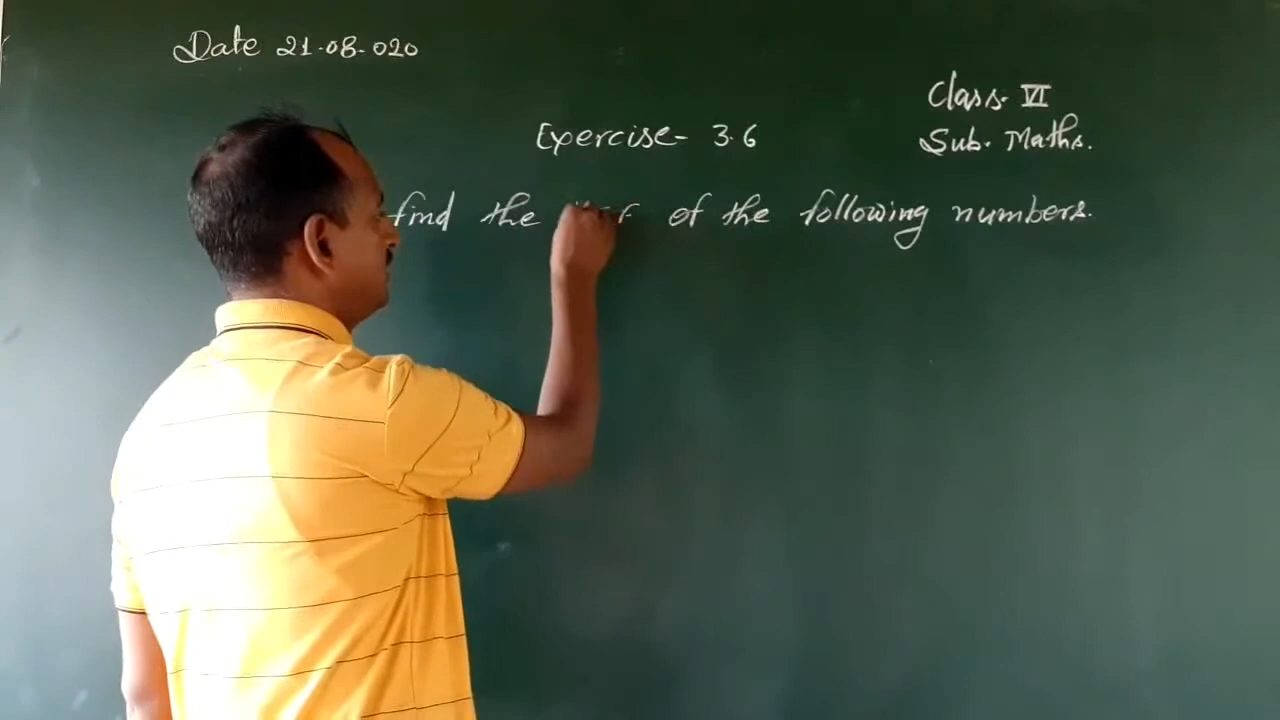 Date 21.08.020
Class- VI
Exercise- 3.6
Sub. Maths.
find the of the following numbers.